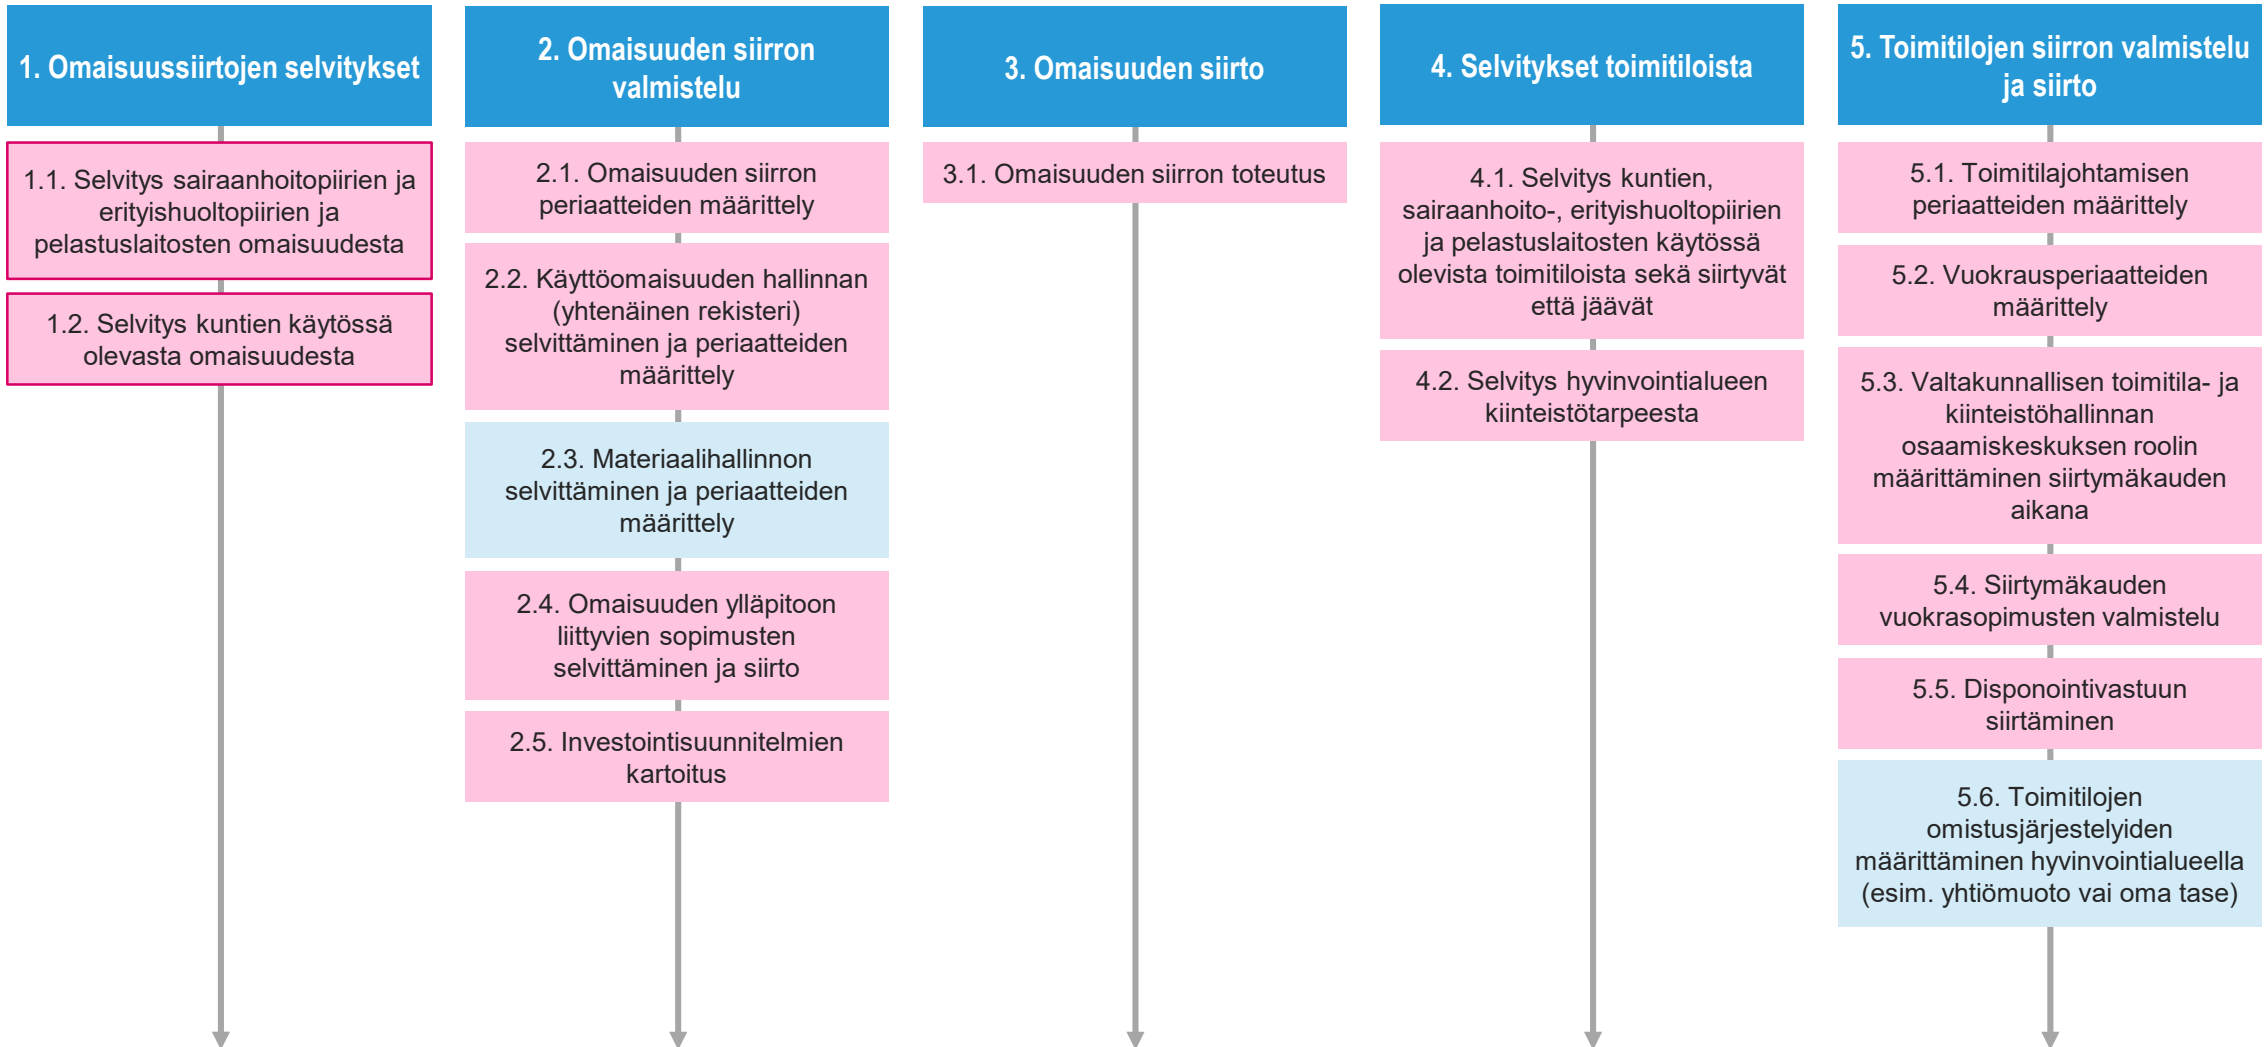 1. Omaisuussiirtojen selvitykset
1.1. Selvitys sairaanhoitopiirien ja
erityishuoltopiirien ja
pelastuslaitosten omaisuudesta
1.2. Selvitys kuntien käytössä
olevasta omaisuudesta
2. Omaisuuden siirron
valmistelu
2.1. Omaisuuden siirron
periaatteiden määrittely
2.2. Käyttöomaisuuden hallinnan
(yhtenäinen rekisteri)
selvittäminen ja periaatteiden
määrittely
2.3. Materiaalihallinnon
selvittäminen ja periaatteiden
määrittely
2.4. Omaisuuden ylläpitoon
liittyvien sopimusten
selvittäminen ja siirto
2.5. Investointisuunnitelmien
kartoitus
3. Omaisuuden siirto
3.1. Omaisuuden siirron toteutus
4. Selvitykset toimitiloista
4.1. Selvitys kuntien,
sairaanhoito-, erityishuoltopiirien
ja pelastuslaitosten käytössä
olevista toimitiloista sekä siirtyvät
että jäävät
4.2. Selvitys hyvinvointialueen
kiinteistötarpeesta
5. Toimitilojen siirron valmistelu
ja siirto
5.1. Toimitilajohtamisen
periaatteiden määrittely
5.2. Vuokrausperiaatteiden
määrittely
5.3. Valtakunnallisen toimitila- ja
kiinteistöhallinnan
osaamiskeskuksen roolin
määrittäminen siirtymäkauden
aikana
5.4. Siirtymäkauden
vuokrasopimusten valmistelu
5.5. Disponointivastuun
siirtäminen
5.6. Toimitilojen
omistusjärjestelyiden
määrittäminen hyvinvointialueella
(esim. yhtiömuoto vai oma tase)